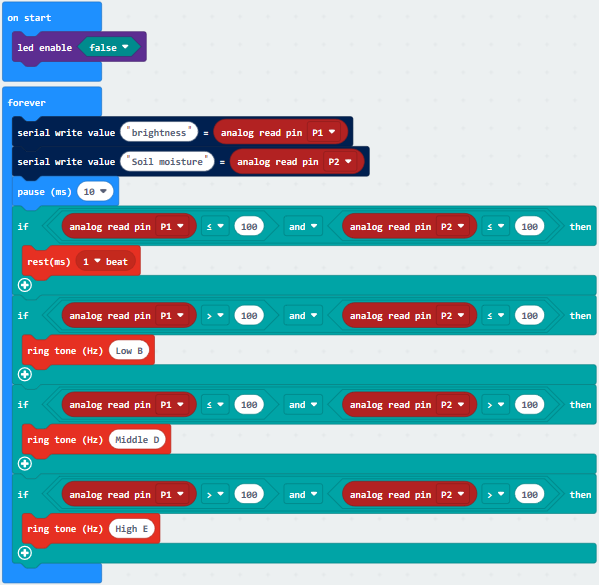 on start
led enable false
forever
serial write value "brightness" = analog read pin P1
serial write value "Soil moisture" = analog read pin P2
pause (ms) 10
if analog read pin P1 ≤ 100 and analog read pin P2 ≤ 100 then
rest(ms) 1 beat
if analog read pin P1 > 100 and analog read pin P2 ≤ 100 then
ring tone (Hz) Low B
if analog read pin P1 ≤ 100 and analog read pin P2 > 100 then
ring tone (Hz) Middle D
if analog read pin P1 > 100 and analog read pin P2 > 100 then
ring tone (Hz) High E